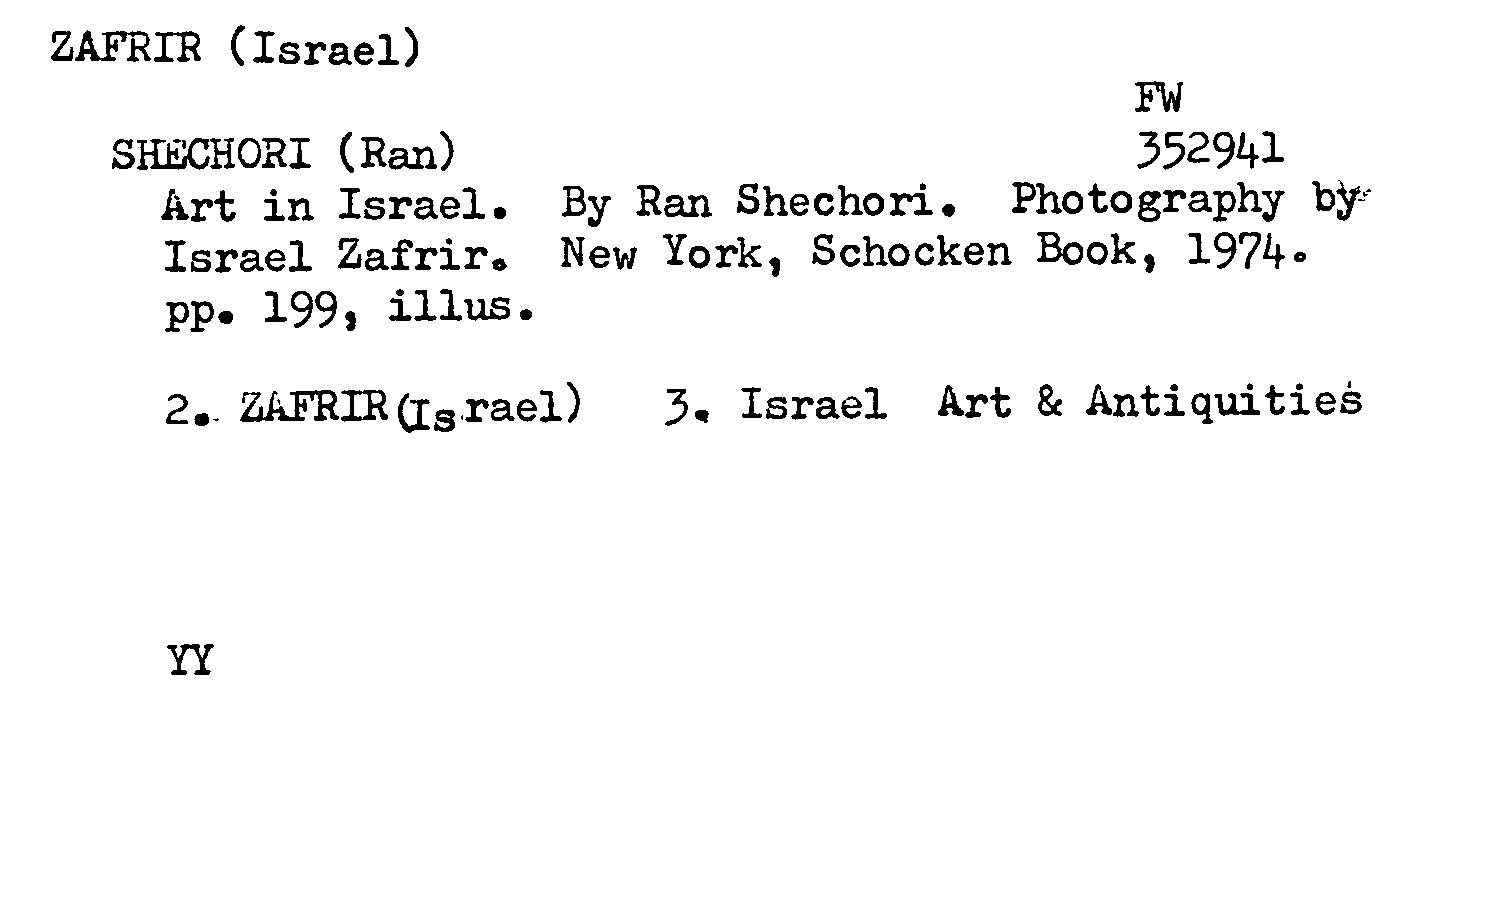 ZAFRIR (Israel)
FW
SHECHORI (Ran) 352941
Art in Israel. By Ran Shechori. Photography by
Israel Zafrir. New York, Schocken Book, 1974.
pp. 199, illus.
2. ZAFRIR (Israel) 3. Israel Art & Antiquities
YY